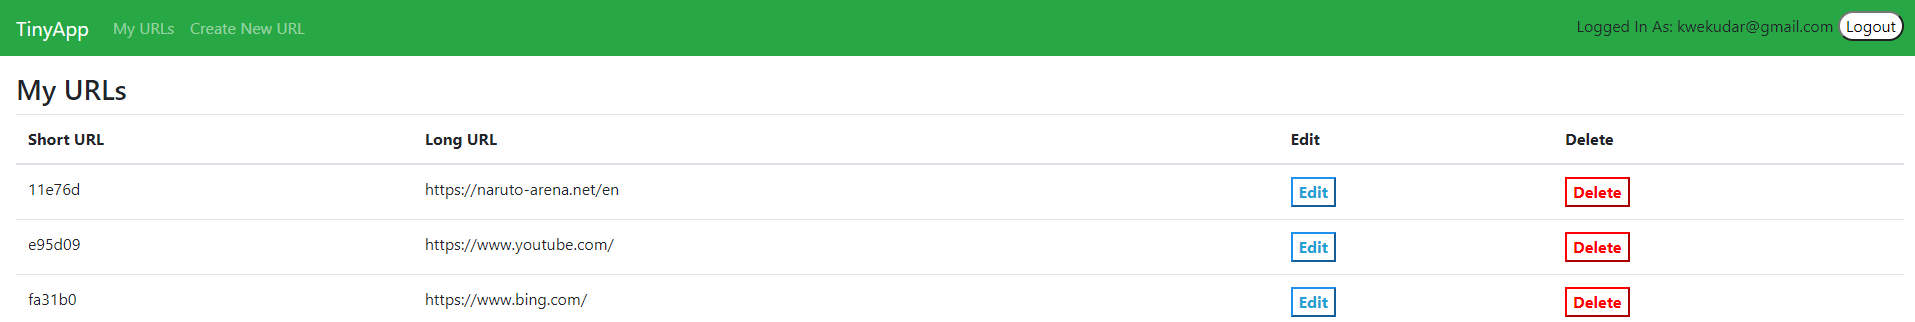 TinyApp My URLs Create New URL Logged In As: kwekudar@gmail.com Logout
My URLs
Short URL Long URL Edit Delete
11e76d https://naruto-arena.net/en Edit Delete
e95d09 https://www.youtube.com/ Edit Delete
fa31b0 https://www.bing.com/ Edit Delete